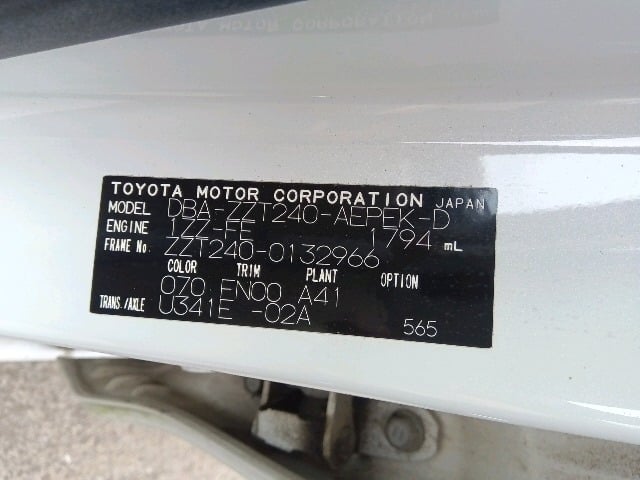 TOYOTA MOTOR CORPORATION JAPAN
MODEL DBA-ZZT240-AEPEK-D
ENGINE 1ZZ-FE 1794 mL
FRAME No ZZT240-0132966
COLOR TRIM PLANT OPTION
070 EN00 A41
TRANS./AXLE U341E -02A
565